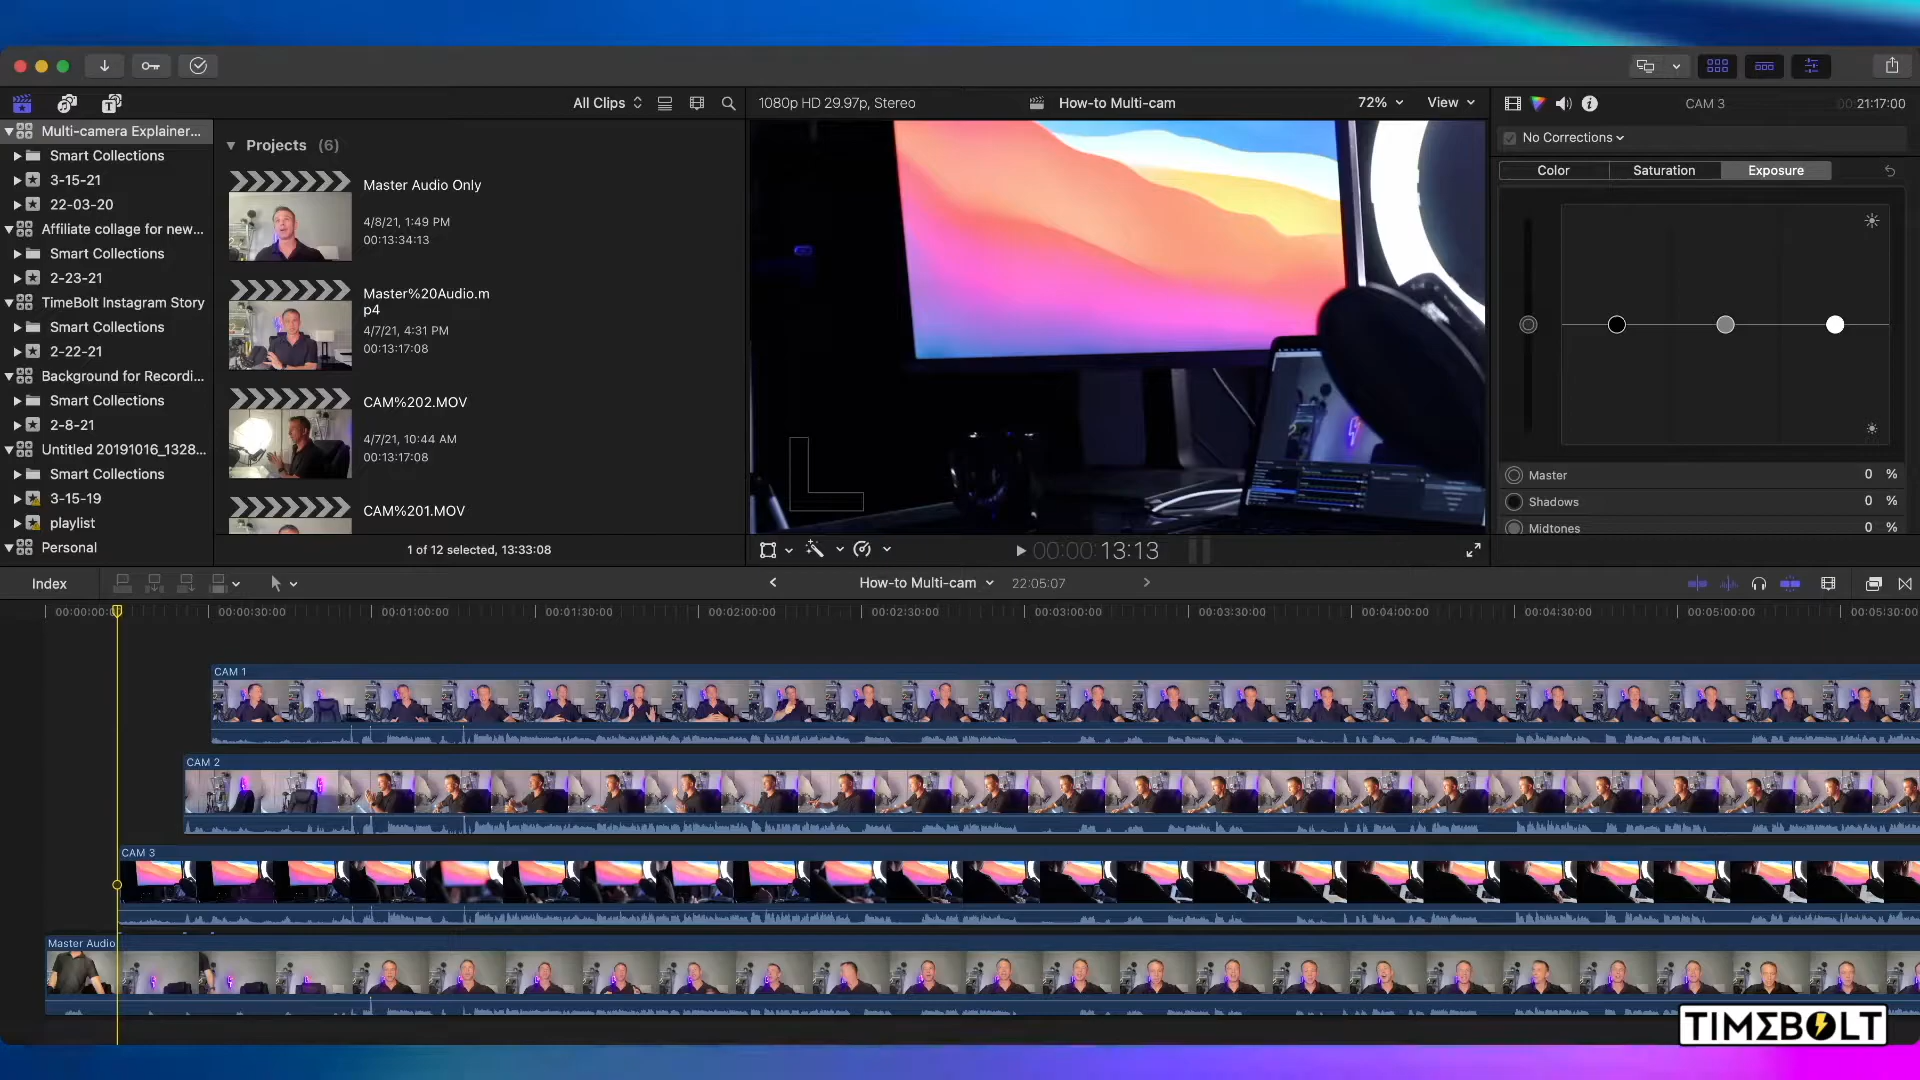 All Clips
1080p HD 29.97p, Stereo
How-to Multi-cam
72%
View
CAM 3
00:21:17:00
Multi-camera Explainer...
Smart Collections
3-15-21
22-03-20
Affiliate collage for new...
Smart Collections
2-23-21
TimeBolt Instagram Story
Smart Collections
2-22-21
Background for Recordi...
Smart Collections
2-8-21
Untitled 20191016_1328...
Smart Collections
3-15-19
playlist
Personal
Projects (6)
Master Audio Only
4/8/21, 1:49 PM
00:13:34:13
Master%20Audio.m
p4
4/7/21, 4:31 PM
00:13:17:08
CAM%202.MOV
4/7/21, 10:44 AM
00:13:17:08
CAM%201.MOV
1 of 12 selected, 13:33:08
00:00:13:13
No Corrections
Color
Saturation
Exposure
Master 0 %
Shadows 0 %
Midtones 0 %
Index
How-to Multi-cam
22:05:07
00:00:00:0
00:00:30:00
00:01:00:00
00:01:30:00
00:02:00:00
00:02:30:00
00:03:00:00
00:03:30:00
00:04:00:00
00:04:30:00
00:05:00:00
00:05:30:00
CAM 1
CAM 2
CAM 3
Master Audio
TIMΣBOLT